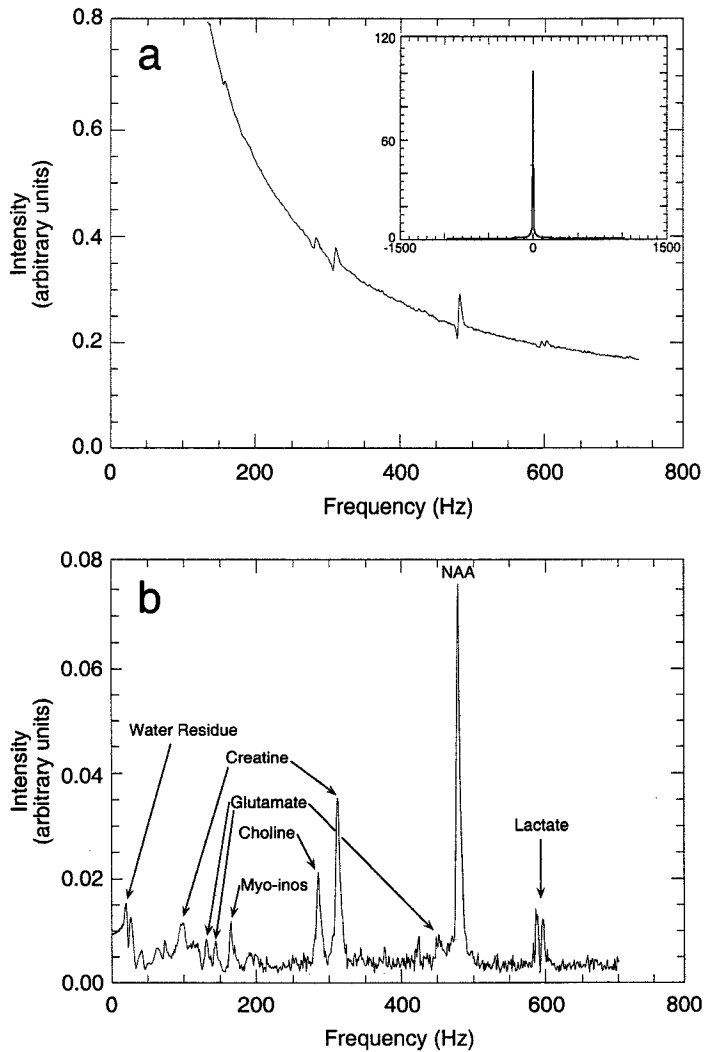 a
0.8
0.6
0.4
0.2
0.0
Intensity
(arbitrary units)
0
200
400
600
800
Frequency (Hz)
120
60
0
-1500
0
1500
b
0.08
0.06
0.04
0.02
0.00
Intensity
(arbitrary units)
NAA
Water Residue
Creatine
Glutamate
Choline
Myo-inos
Lactate
0
200
400
600
800
Frequency (Hz)